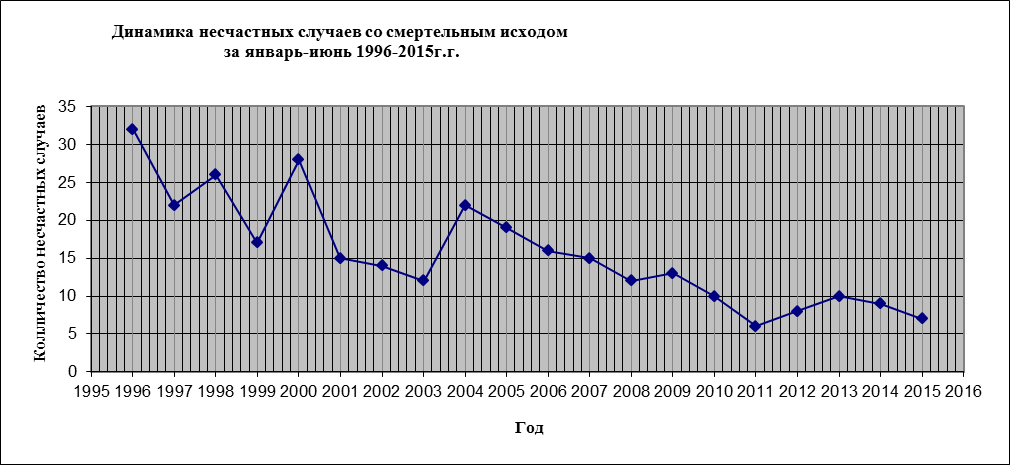 Динамика несчастных случаев со смертельным исходом
за январь-июнь 1996-2015г.г.
Колличество несчастных случаев
35
30
25
20
15
10
5
0
1995 1996 1997 1998 1999 2000 2001 2002 2003 2004 2005 2006 2007 2008 2009 2010 2011 2012 2013 2014 2015 2016
Год